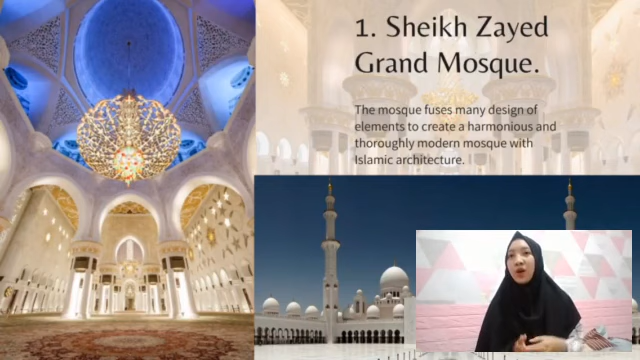 1. Sheikh Zayed
Grand Mosque.
The mosque fuses many design of
elements to create a harmonious and
thoroughly modern mosque with
Islamic architecture.